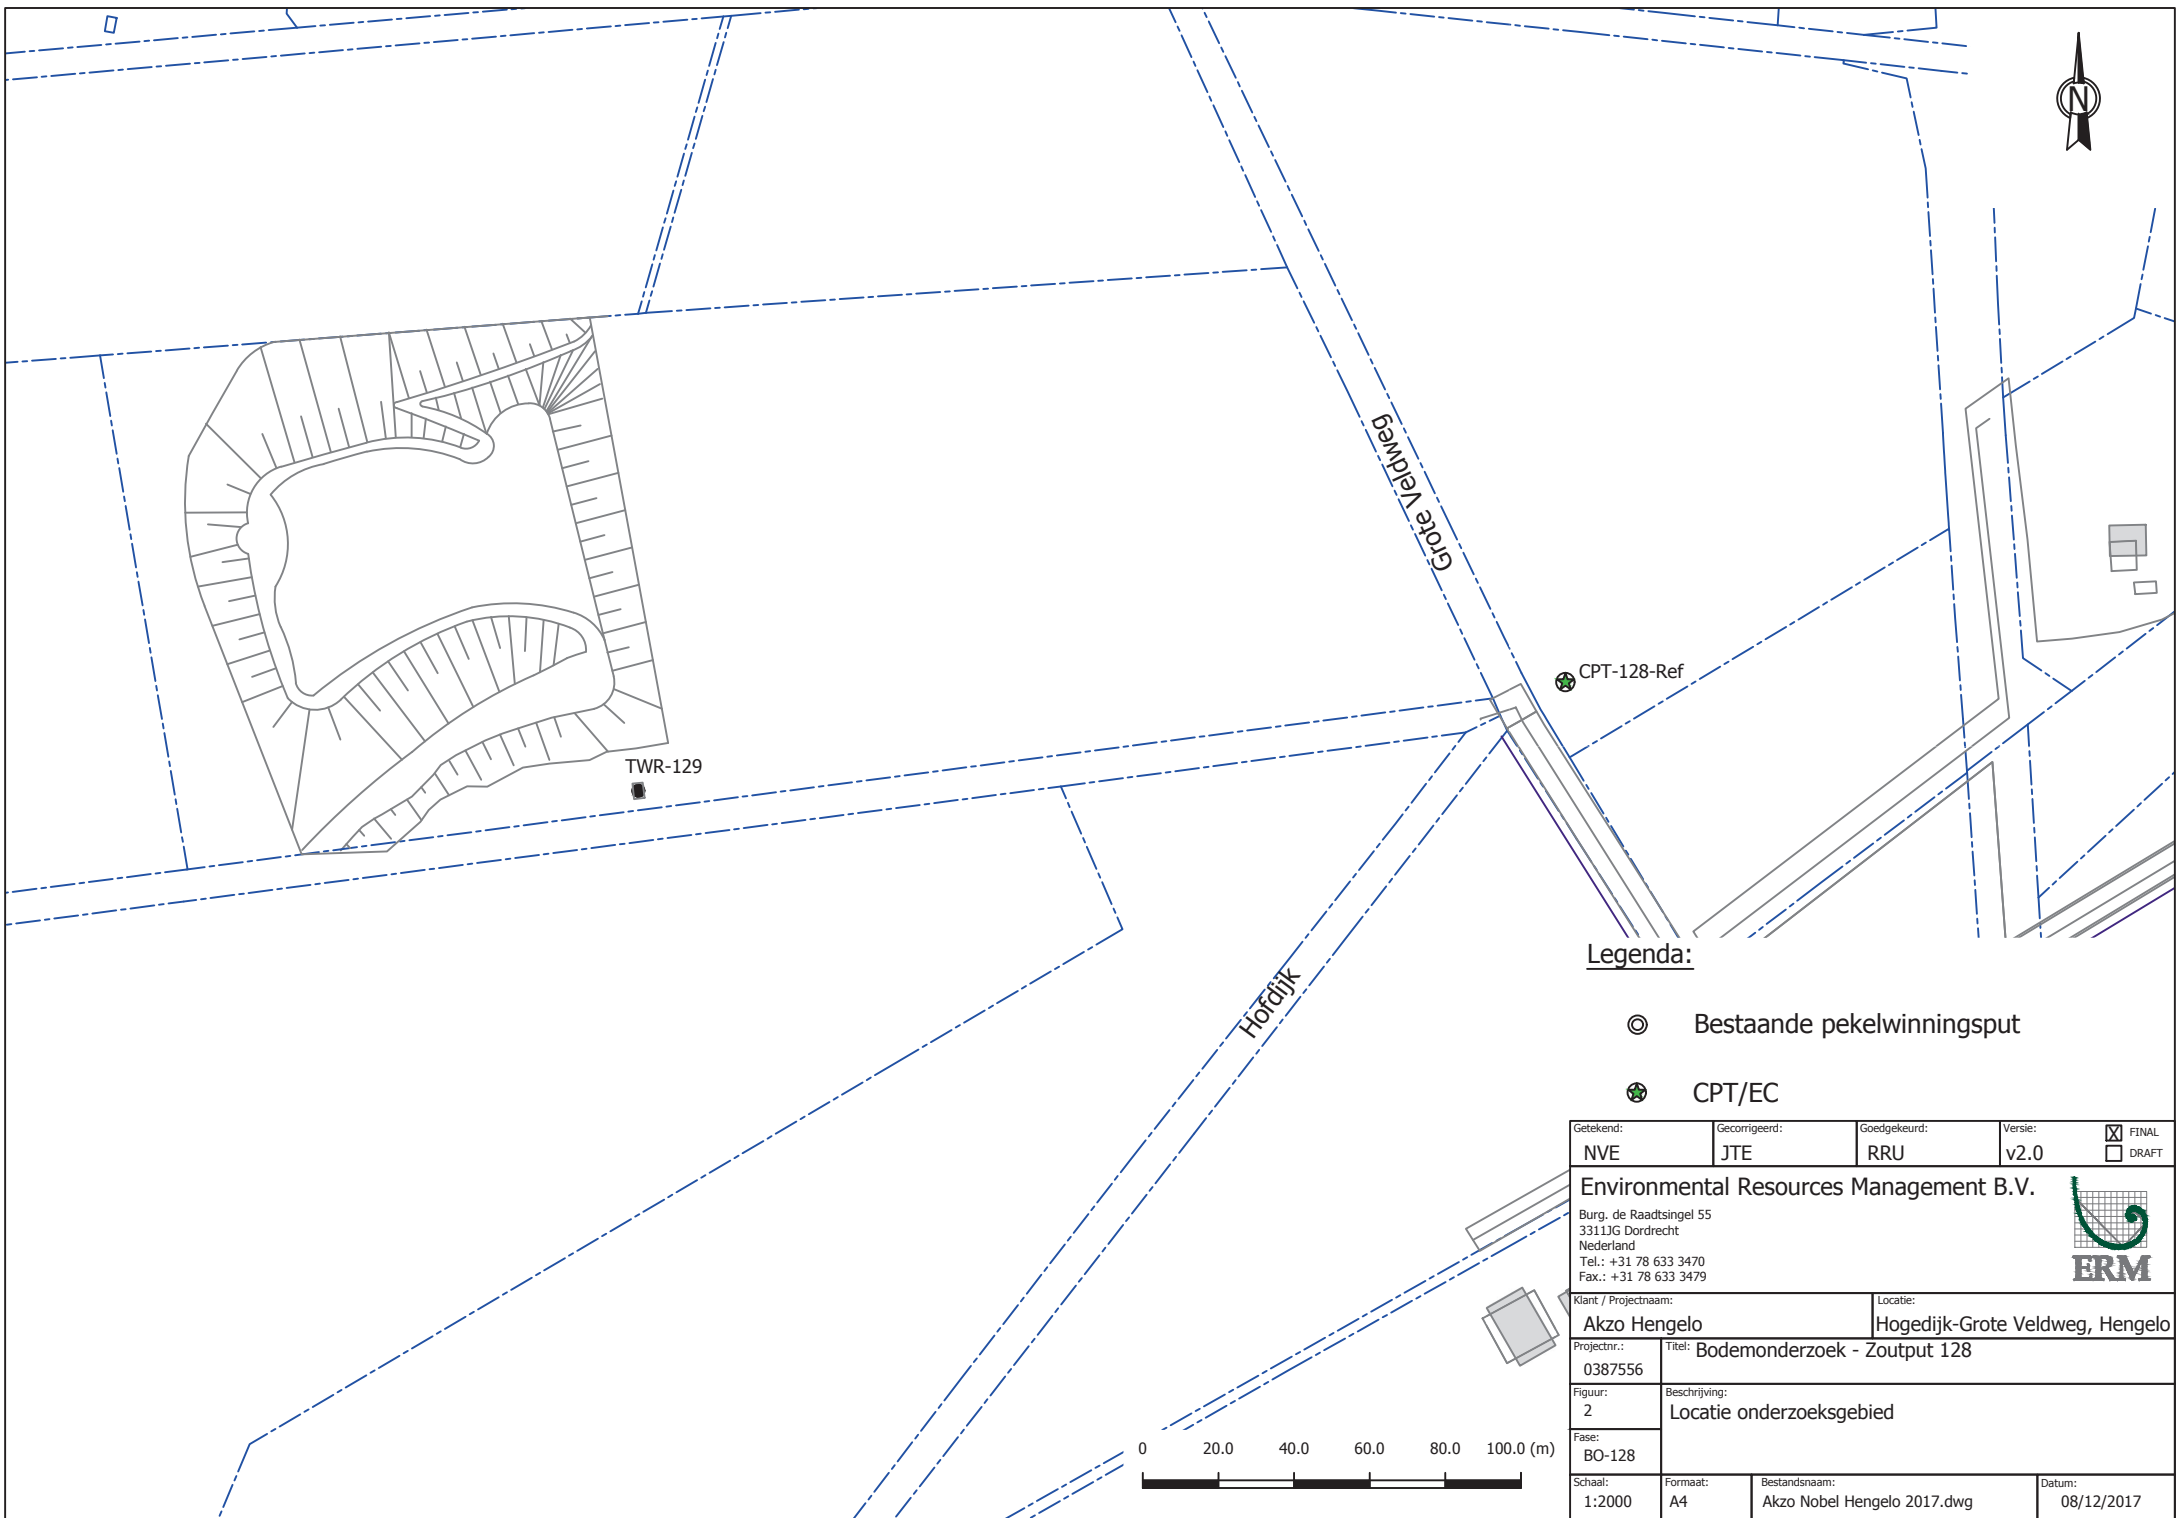 N
Grote Veldweg
CPT-128-Ref
TWR-129
Hofdijk
Legenda:
Bestaande pekelwinningsput
CPT/EC
Getekend:
NVE
Gecorrigeerd:
JTE
Goedgekeurd:
RRU
Versie:
v2.0
X FINAL
DRAFT
Environmental Resources Management B.V.
Burg. de Raadtsingel 55
3311JG Dordrecht
Nederland
Tel.: +31 78 633 3470
Fax.: +31 78 633 3479
ERM
Klant / Projectnaam:
Akzo Hengelo
Locatie:
Hogedijk-Grote Veldweg, Hengelo
Projectnr.:
0387556
Titel: Bodemonderzoek - Zoutput 128
Figuur:
2
Beschrijving:
Locatie onderzoeksgebied
Fase:
BO-128
Schaal:
1:2000
Formaat:
A4
Bestandsnaam:
Akzo Nobel Hengelo 2017.dwg
Datum:
08/12/2017
0 20.0 40.0 60.0 80.0 100.0 (m)